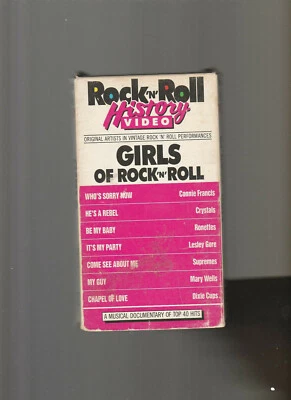 Rock 'N' Roll
History
VIDEO
ORIGINAL ARTISTS IN VINTAGE ROCK 'N' ROLL PERFORMANCES
GIRLS
OF ROCK 'N' ROLL
WHO'S SORRY NOW Connie Francis
HE'S A REBEL Crystals
BE MY BABY Ronettes
IT'S MY PARTY Lesley Gore
COME SEE ABOUT ME Supremes
MY GUY Mary Wells
CHAPEL OF LOVE Dixie Cups
A MUSICAL DOCUMENTARY OF TOP 40 HITS